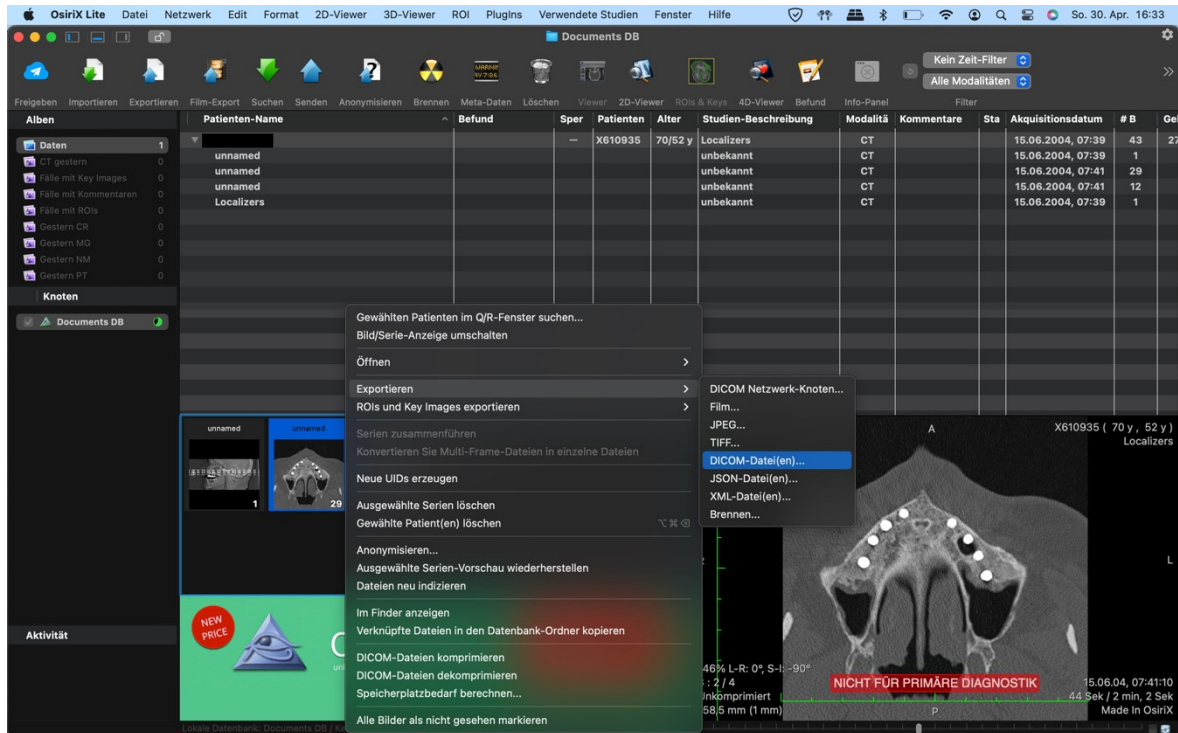 OsiriX Lite Datei Netzwerk Edit Format 2D-Viewer 3D-Viewer ROI PlugIns Verwendete Studien Fenster Hilfe So. 30. Apr. 16:33
Documents DB
Kein Zeit-Filter
Alle Modalitäten
Freigeben Importieren Exportieren Film-Export Suchen Senden Anonymisieren Brennen Meta-Daten Löschen Viewer 2D-Viewer ROIs & Keys 4D-Viewer Befund Info-Panel Filter
Alben Patienten-Name Befund Sper Patienten Alter Studien-Beschreibung Modalitä Kommentare Sta Akquisitionsdatum # B Gel
Daten 1 — X610935 70/52 y Localizers CT 15.06.2004, 07:39 43 27
CT gestern 0 unnamed unbekannt CT 15.06.2004, 07:39 1
Fälle mit Key Images 0 unnamed unbekannt CT 15.06.2004, 07:41 29
Fälle mit Kommentaren 0 unnamed unbekannt CT 15.06.2004, 07:41 12
Fälle mit ROIs 0 Localizers unbekannt CT 15.06.2004, 07:39 1
Gestern CR 0
Gestern MG 0
Gestern NM 0
Gestern PT 0
Knoten
Documents DB
Gewählten Patienten im Q/R-Fenster suchen...
Bild/Serie-Anzeige umschalten
Öffnen
Exportieren
ROIs und Key Images exportieren
Serien zusammenführen
Konvertieren Sie Multi-Frame-Dateien in einzelne Dateien
Neue UIDs erzeugen
Ausgewählte Serien löschen
Gewählte Patient(en) löschen
Anonymisieren...
Ausgewählte Serien-Vorschau wiederherstellen
Dateien neu indizieren
Im Finder anzeigen
Verknüpfte Dateien in den Datenbank-Ordner kopieren
DICOM-Dateien komprimieren
DICOM-Dateien dekomprimieren
Speicherplatzbedarf berechnen...
Alle Bilder als nicht gesehen markieren
DICOM Netzwerk-Knoten...
Film...
JPEG...
TIFF...
DICOM-Datei(en)...
JSON-Datei(en)...
XML-Datei(en)...
Brennen...
unnamed unnamed
1 29
NEW
PRICE
Aktivität
A
X610935 ( 70 y , 52 y )
Localizers
L
46% L-R: 0°, S-I: -90°
: 2 / 4
Unkomprimiert
58,5 mm (1 mm)
NICHT FÜR PRIMÄRE DIAGNOSTIK
P
15.06.04, 07:41:10
44 Sek / 2 min, 2 Sek
Made In OsiriX
Lokale Datenbank: Documents DB /